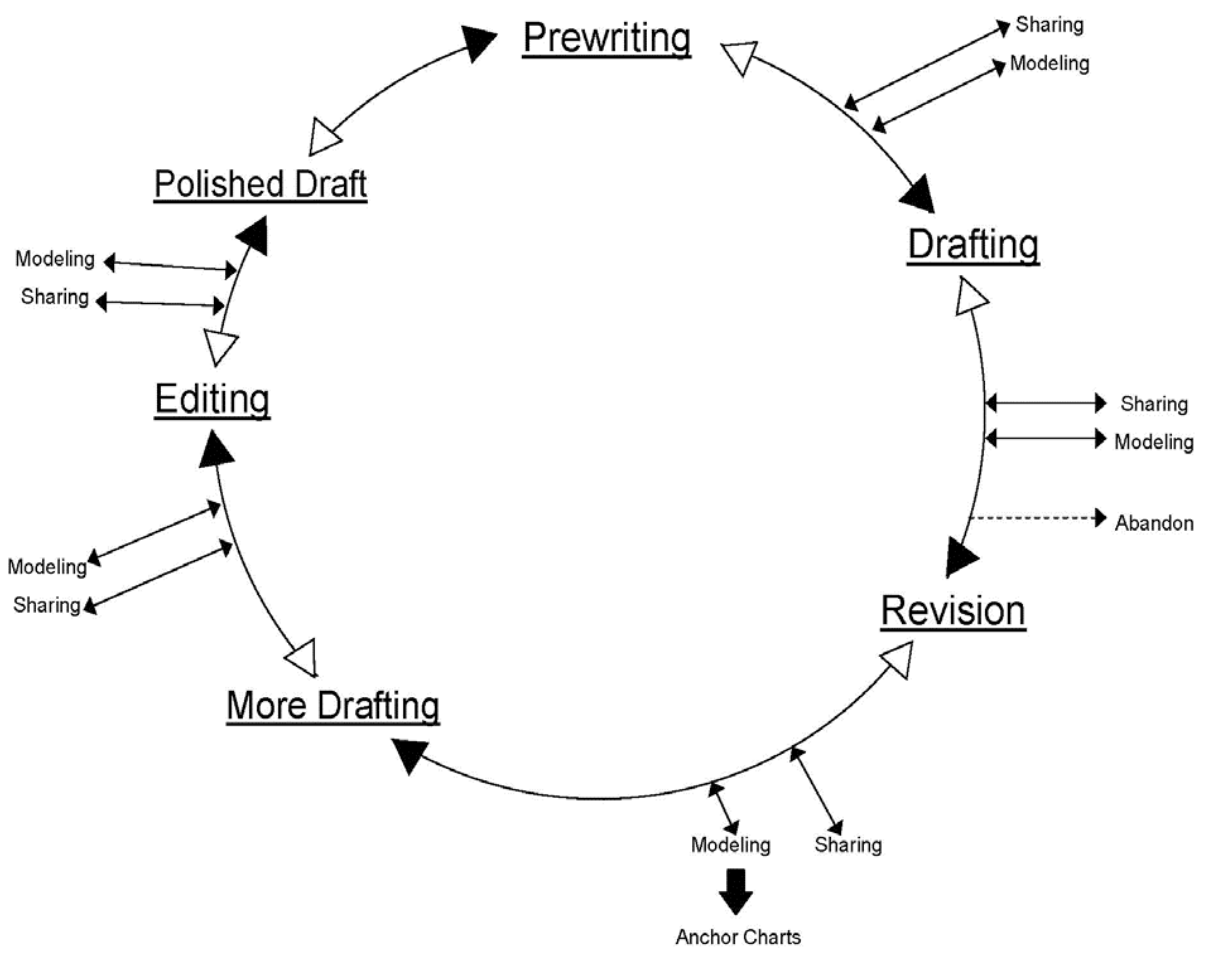 Prewriting
Sharing
Modeling
Drafting
Sharing
Modeling
Abandon
Revision
Modeling
Sharing
Anchor Charts
More Drafting
Modeling
Sharing
Editing
Modeling
Sharing
Polished Draft